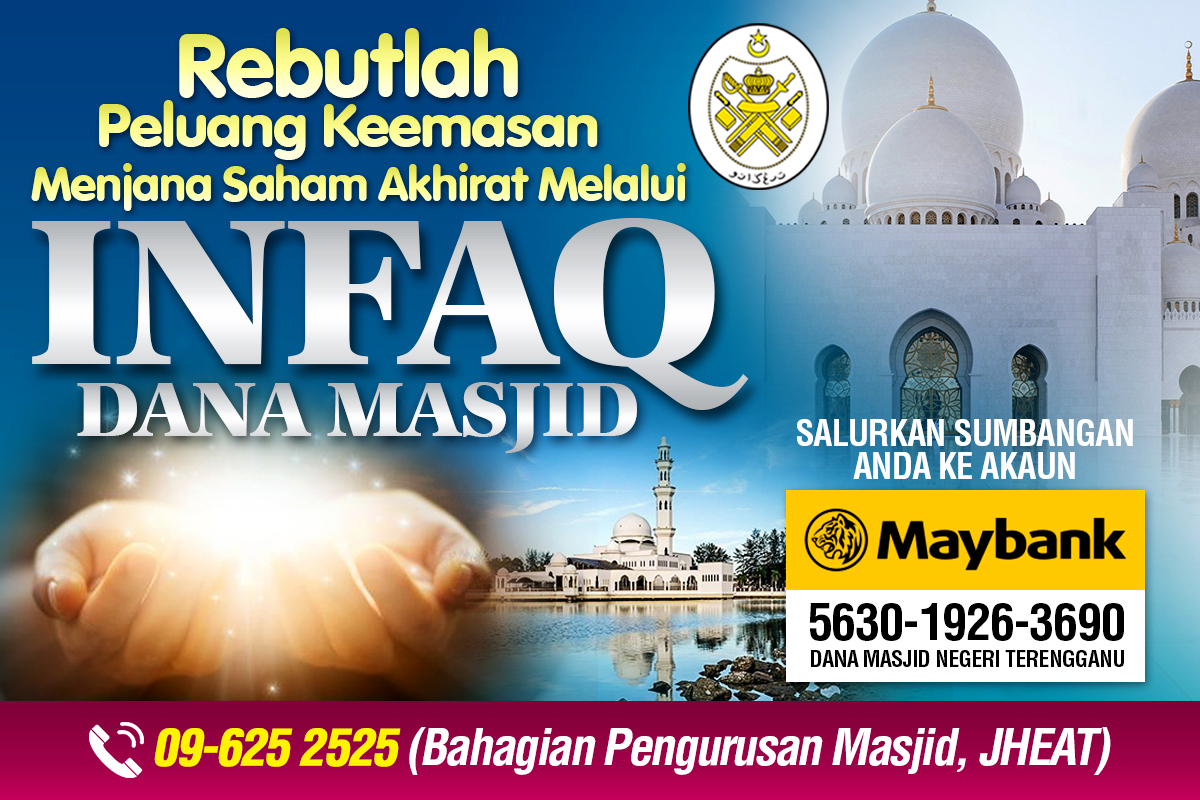 Rebutlah
Peluang Keemasan
Menjana Saham Akhirat Melalui
INFAQ
DANA MASJID
ترڠݢانو
SALURKAN SUMBANGAN
ANDA KE AKAUN
Maybank
5630-1926-3690
DANA MASJID NEGERI TERENGGANU
09-625 2525 (Bahagian Pengurusan Masjid, JHEAT)